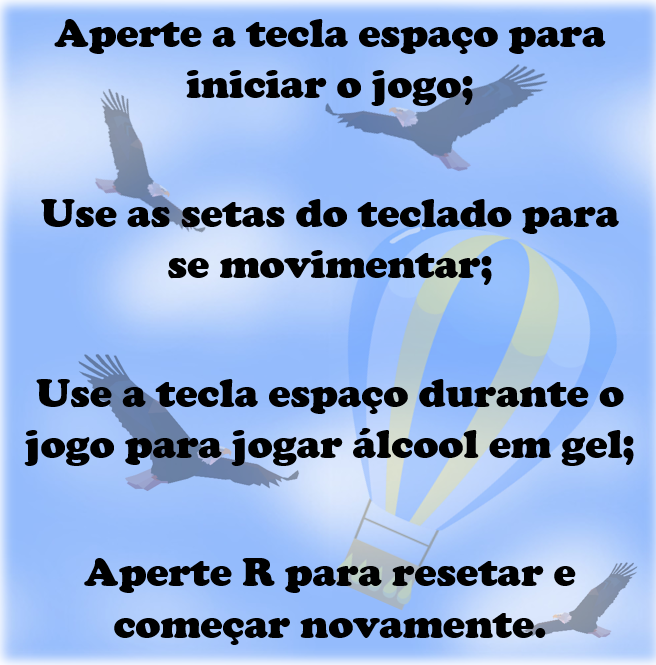 Aperte a tecla espaço para
iniciar o jogo;
Use as setas do teclado para
se movimentar;
Use a tecla espaço durante o
jogo para jogar álcool em gel;
Aperte R para resetar e
começar novamente.